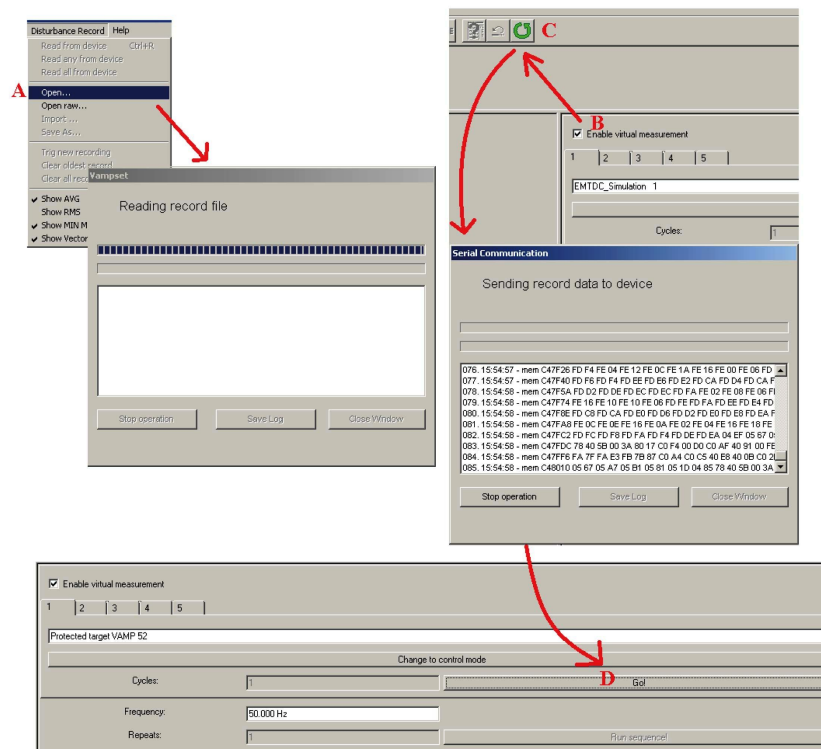 Disturbance Record Help
Read from device Ctrl+R
Read any from device
Read all from device
A
Open...
Open raw...
Import ...
Save As...
Trig new recording
Clear oldest record
Clear all reco
Show AVG
Show RMS
Show MIN M
Show Vector
Vampset
Reading record file
Stop operation Save Log Close Window
C
B
Enable virtual measurement
1 2 3 4 5
EMTDC_Simulation 1
Cycles: 1
Serial Communication
Sending record data to device
076. 15:54:57 - mem C47F26 FD F4 FE 04 FE 12 FE 0C FE 1A FE 16 FE 00 FE 06 FD
077. 15:54:57 - mem C47F40 FD F6 FD F4 FD EE FD E6 FD E2 FD CA FD D4 FD CA F
078. 15:54:58 - mem C47F5A FD D2 FD DE FD EC FD EC FD FA FE 02 FE 08 FE 06 F
079. 15:54:58 - mem C47F74 FE 16 FE 10 FE 10 FE 06 FD FE FD FA FD EE FD E4 FD
080. 15:54:58 - mem C47F8E FD C8 FD CA FD E0 FD D6 FD D2 FD E0 FD E8 FD EA F
081. 15:54:58 - mem C47FA8 FE 0C FE 0E FE 16 FE 0A FE 02 FE 04 FE 16 FE 18 FE
082. 15:54:58 - mem C47FC2 FD FC FD F8 FD FA FD F4 FD DE FD EA 04 EF 05 67 0
083. 15:54:58 - mem C47FDC 78 40 5B 00 3A 80 17 C0 F4 00 D0 C0 AF 40 91 00 FE
084. 15:54:58 - mem C47FF6 FA 7F FA E3 FB 7B 87 C0 A4 C0 C5 40 E8 40 0B C0 2
085. 15:54:58 - mem C48010 05 67 05 A7 05 B1 05 81 05 1D 04 85 78 40 5B 00 3A
Stop operation Save Log Close Window
Enable virtual measurement
1 2 3 4 5
Protected target VAMP 52
Change to control mode
Cycles: 1 D Go!
Frequency: 50.000 Hz
Repeats: 1 Run sequence!